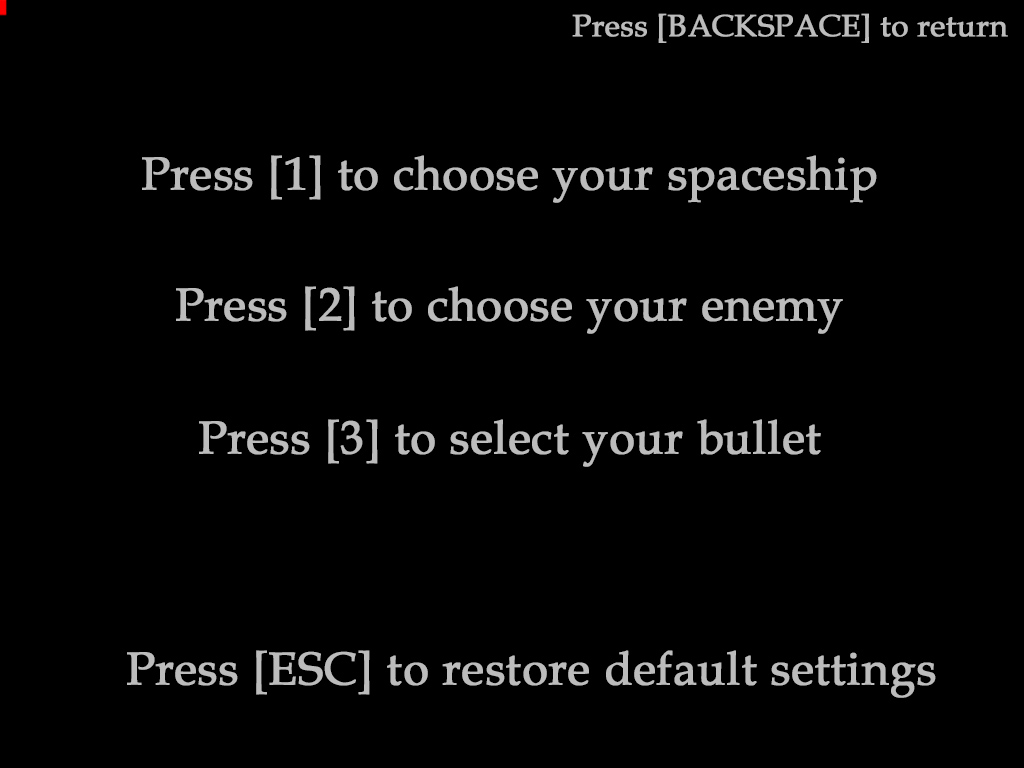 Press [BACKSPACE] to return
Press [1] to choose your spaceship
Press [2] to choose your enemy
Press [3] to select your bullet
Press [ESC] to restore default settings